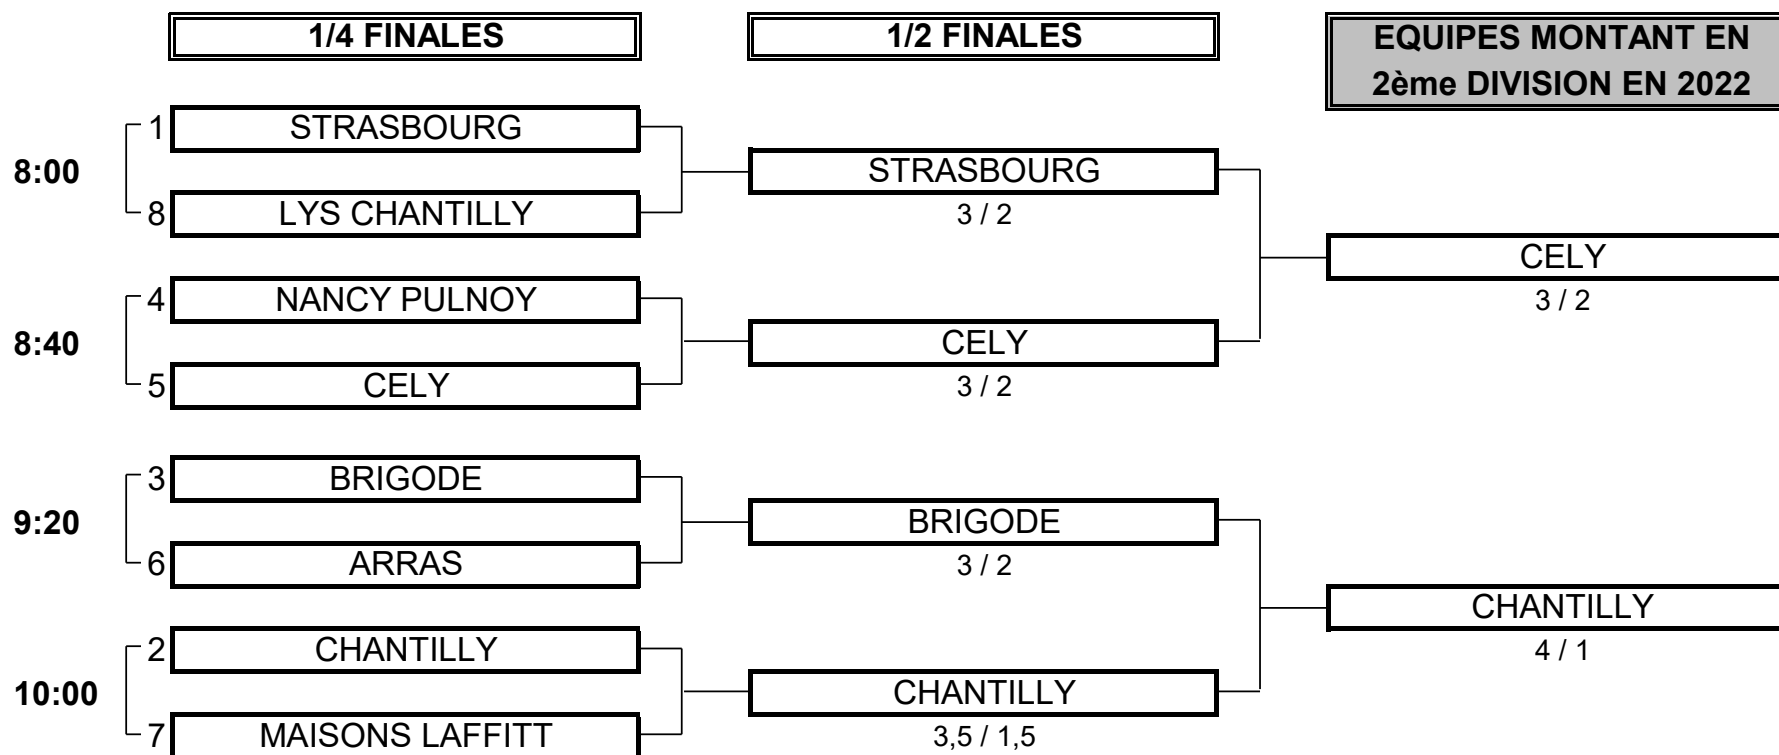 1/4 FINALES
1/2 FINALES
EQUIPES MONTANT EN
2ème DIVISION EN 2022
8:00
1 STRASBOURG
8 LYS CHANTILLY
STRASBOURG
3 / 2
8:40
4 NANCY PULNOY
5 CELY
CELY
3 / 2
CELY
3 / 2
9:20
3 BRIGODE
6 ARRAS
BRIGODE
3 / 2
10:00
2 CHANTILLY
7 MAISONS LAFFITT
CHANTILLY
3,5 / 1,5
CHANTILLY
4 / 1